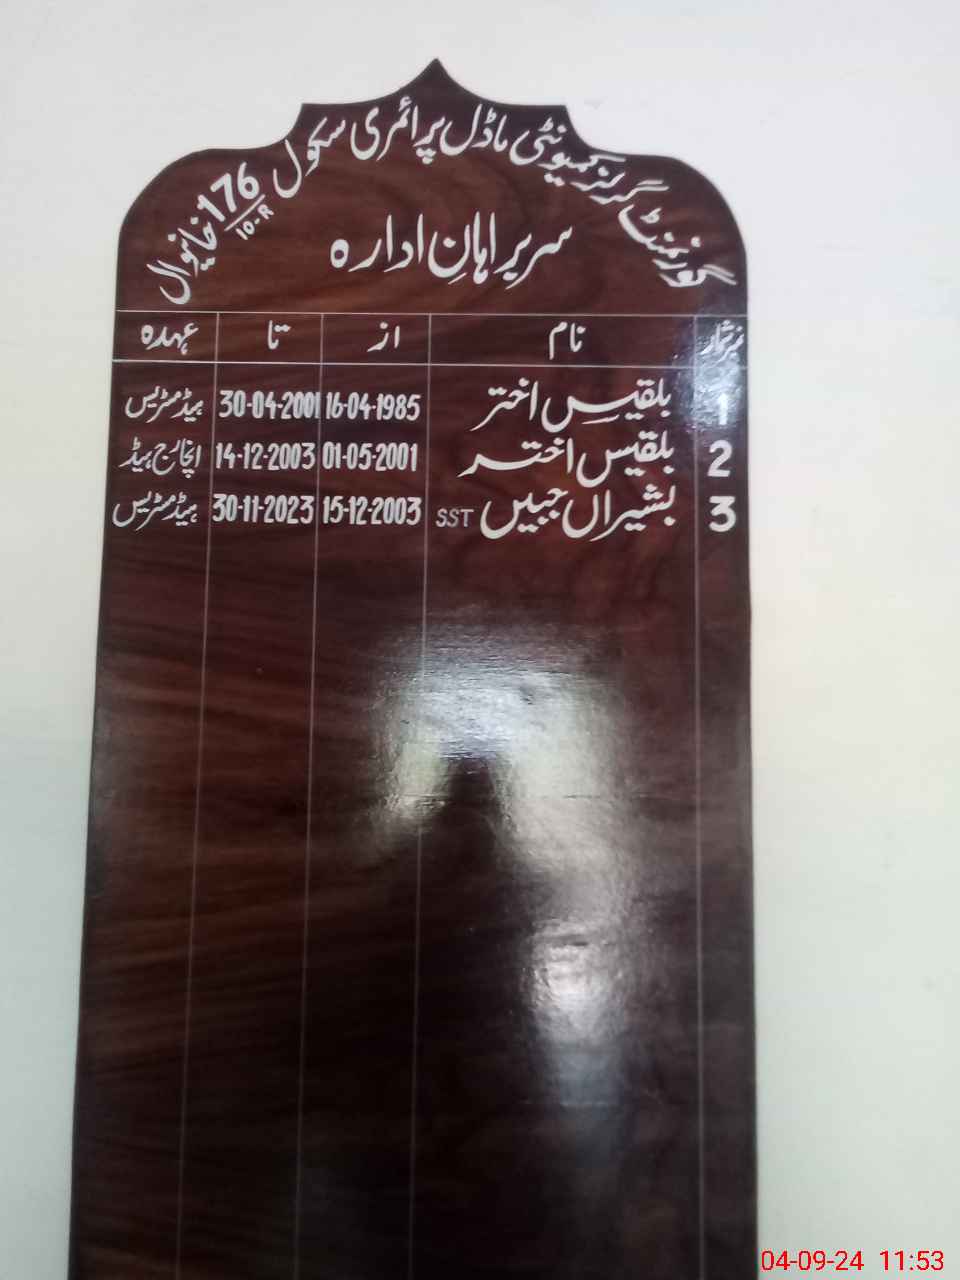 گورنمنٹ گرلز کمیونٹی ماڈل پرائمری سکول 176/10-R خانیوال
سربراہانِ ادارہ
نمبر شمار نام از تا عہدہ
1 بلقیس اختر 16-04-1985 30-04-2001 ہیڈ مسٹریس
2 بلقیس اختر 01-05-2001 14-12-2003 انچارج ہیڈ
3 بشیراں جبیں SST 15-12-2003 30-11-2023 ہیڈ مسٹریس
04-09-24 11:53